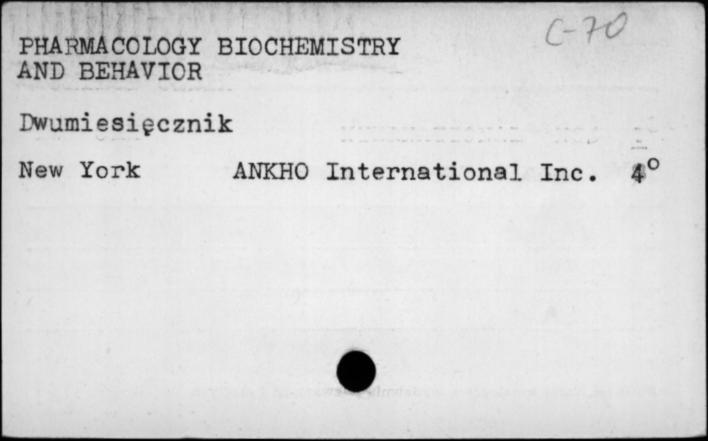 C-70
PHARMACOLOGY BIOCHEMISTRY
AND BEHAVIOR
Dwumiesięcznik
New York ANKHO International Inc. 4°